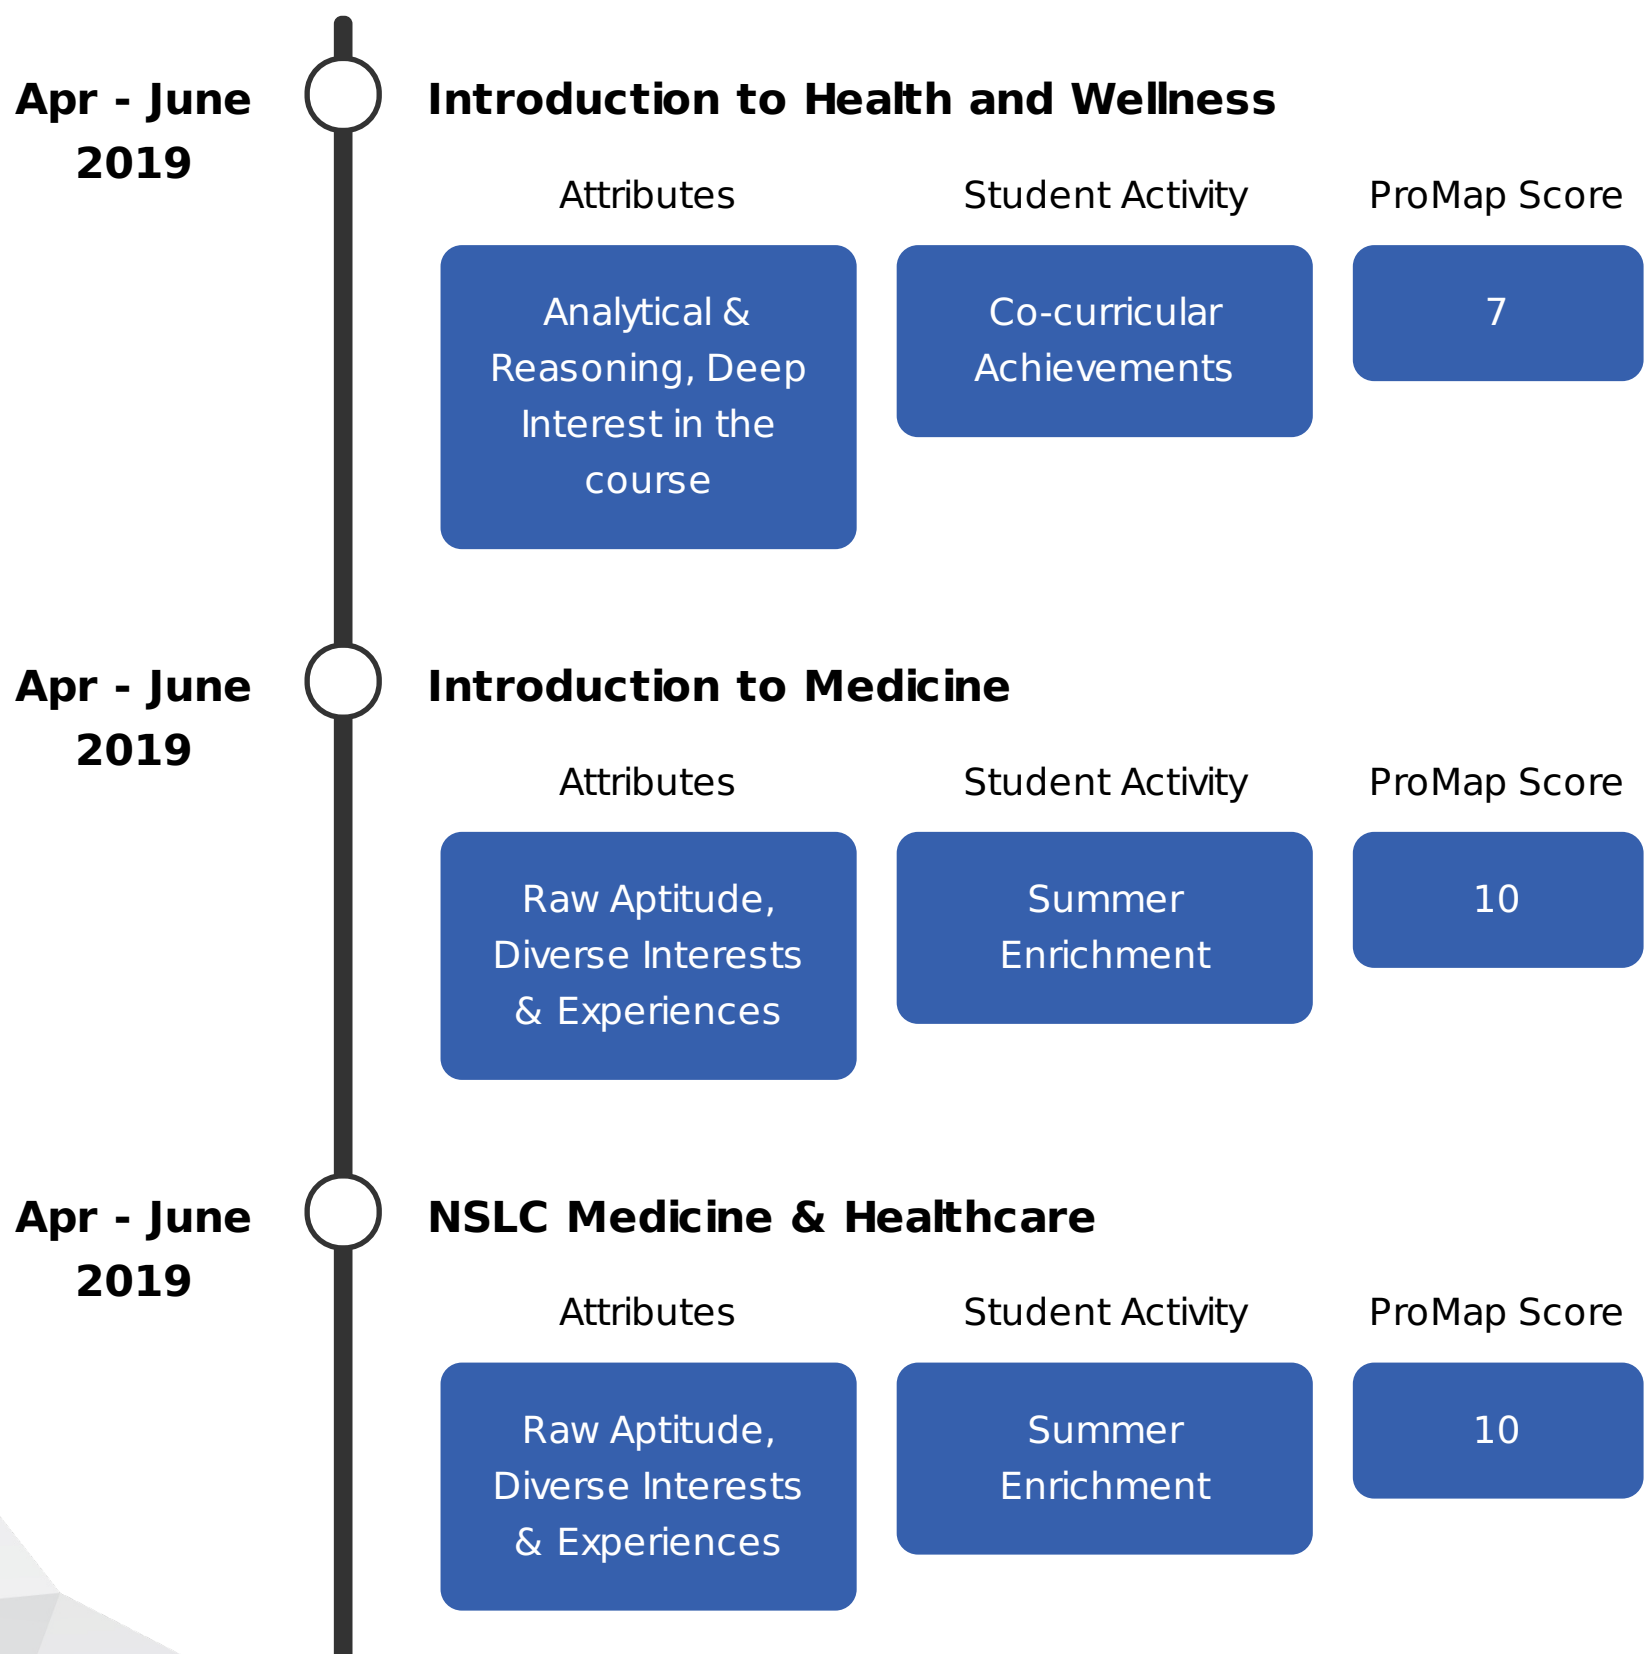 Apr - June
2019
Introduction to Health and Wellness
Attributes
Student Activity
ProMap Score
Analytical &
Reasoning, Deep
Interest in the
course
Co-curricular
Achievements
7
Apr - June
2019
Introduction to Medicine
Attributes
Student Activity
ProMap Score
Raw Aptitude,
Diverse Interests
& Experiences
Summer
Enrichment
10
Apr - June
2019
NSLC Medicine & Healthcare
Attributes
Student Activity
ProMap Score
Raw Aptitude,
Diverse Interests
& Experiences
Summer
Enrichment
10